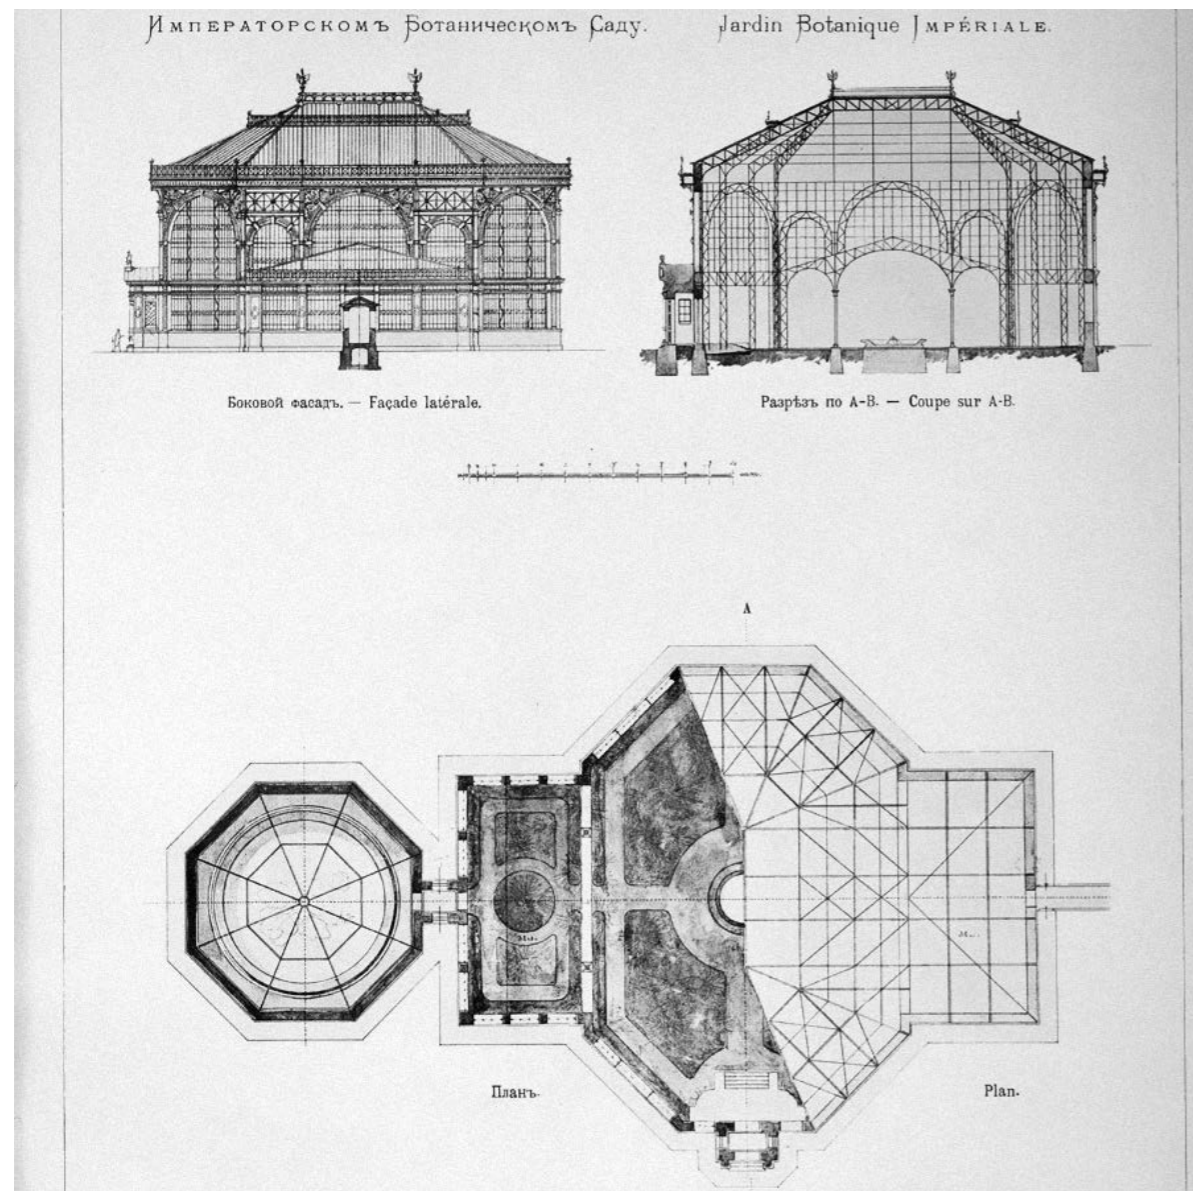 Императорскомъ Ботаническомъ Саду. Jardin Botanique Impériale.
Боковой фасадъ. — Façade latérale. Разрѣзъ по А-В. — Coupe sur A-B.
A
Планъ. Plan.